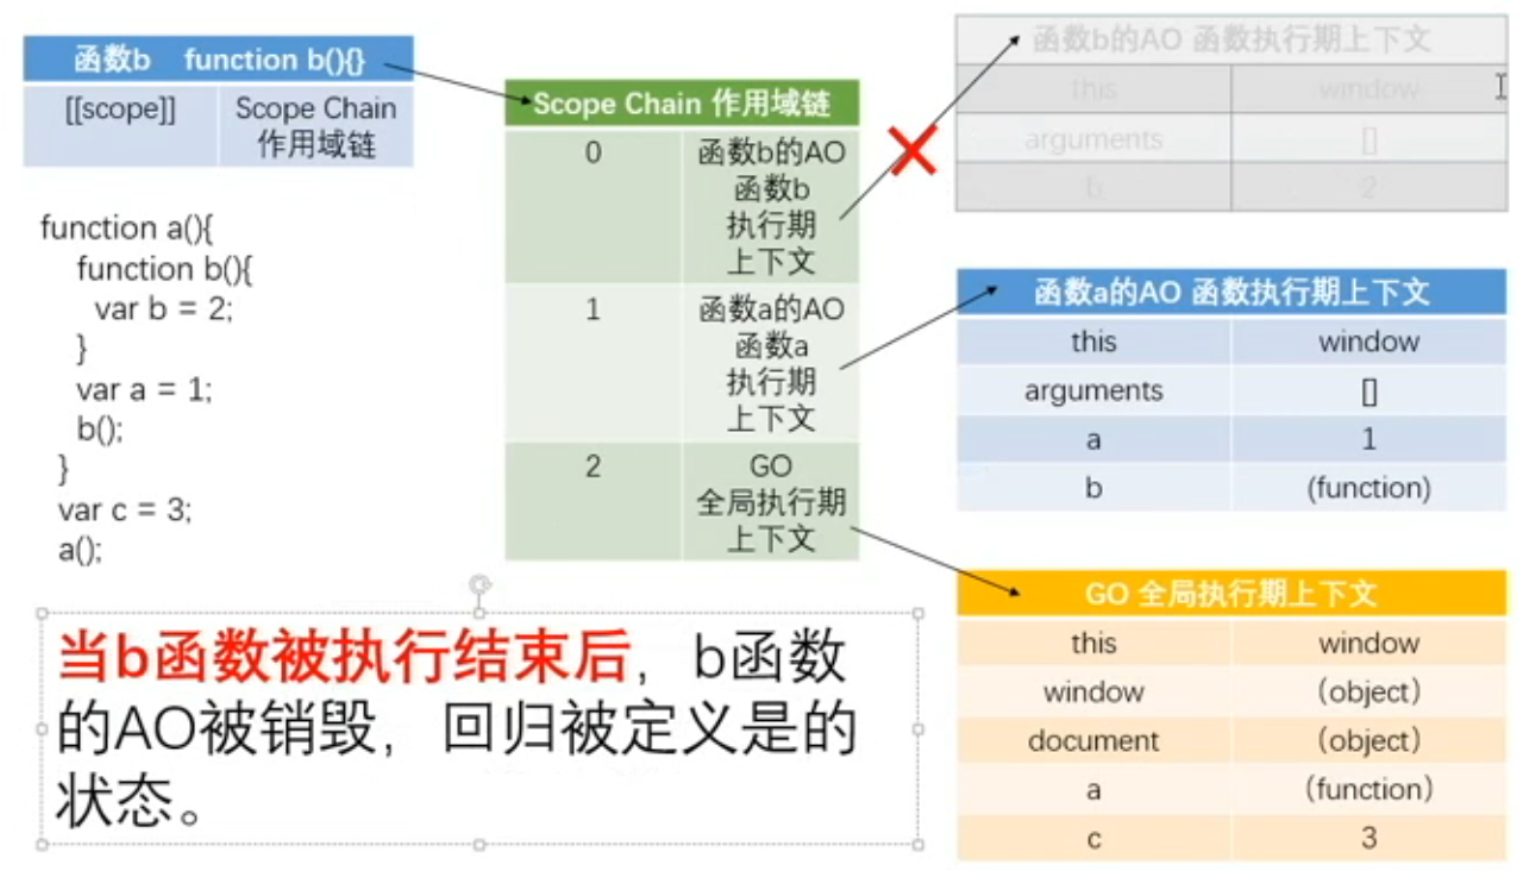 函数b function b(){}
[[scope]] Scope Chain
作用域链
function a(){
function b(){
var b = 2;
}
var a = 1;
b();
}
var c = 3;
a();
Scope Chain 作用域链
0 函数b的AO
函数b
执行期
上下文
1 函数a的AO
函数a
执行期
上下文
2 GO
全局执行期
上下文
函数b的AO 函数执行期上下文
this window
arguments []
b 2
函数a的AO 函数执行期上下文
this window
arguments []
a 1
b (function)
GO 全局执行期上下文
this window
window （object）
document （object）
a （function）
c 3
当b函数被执行结束后，b函数
的AO被销毁，回归被定义是的
状态。